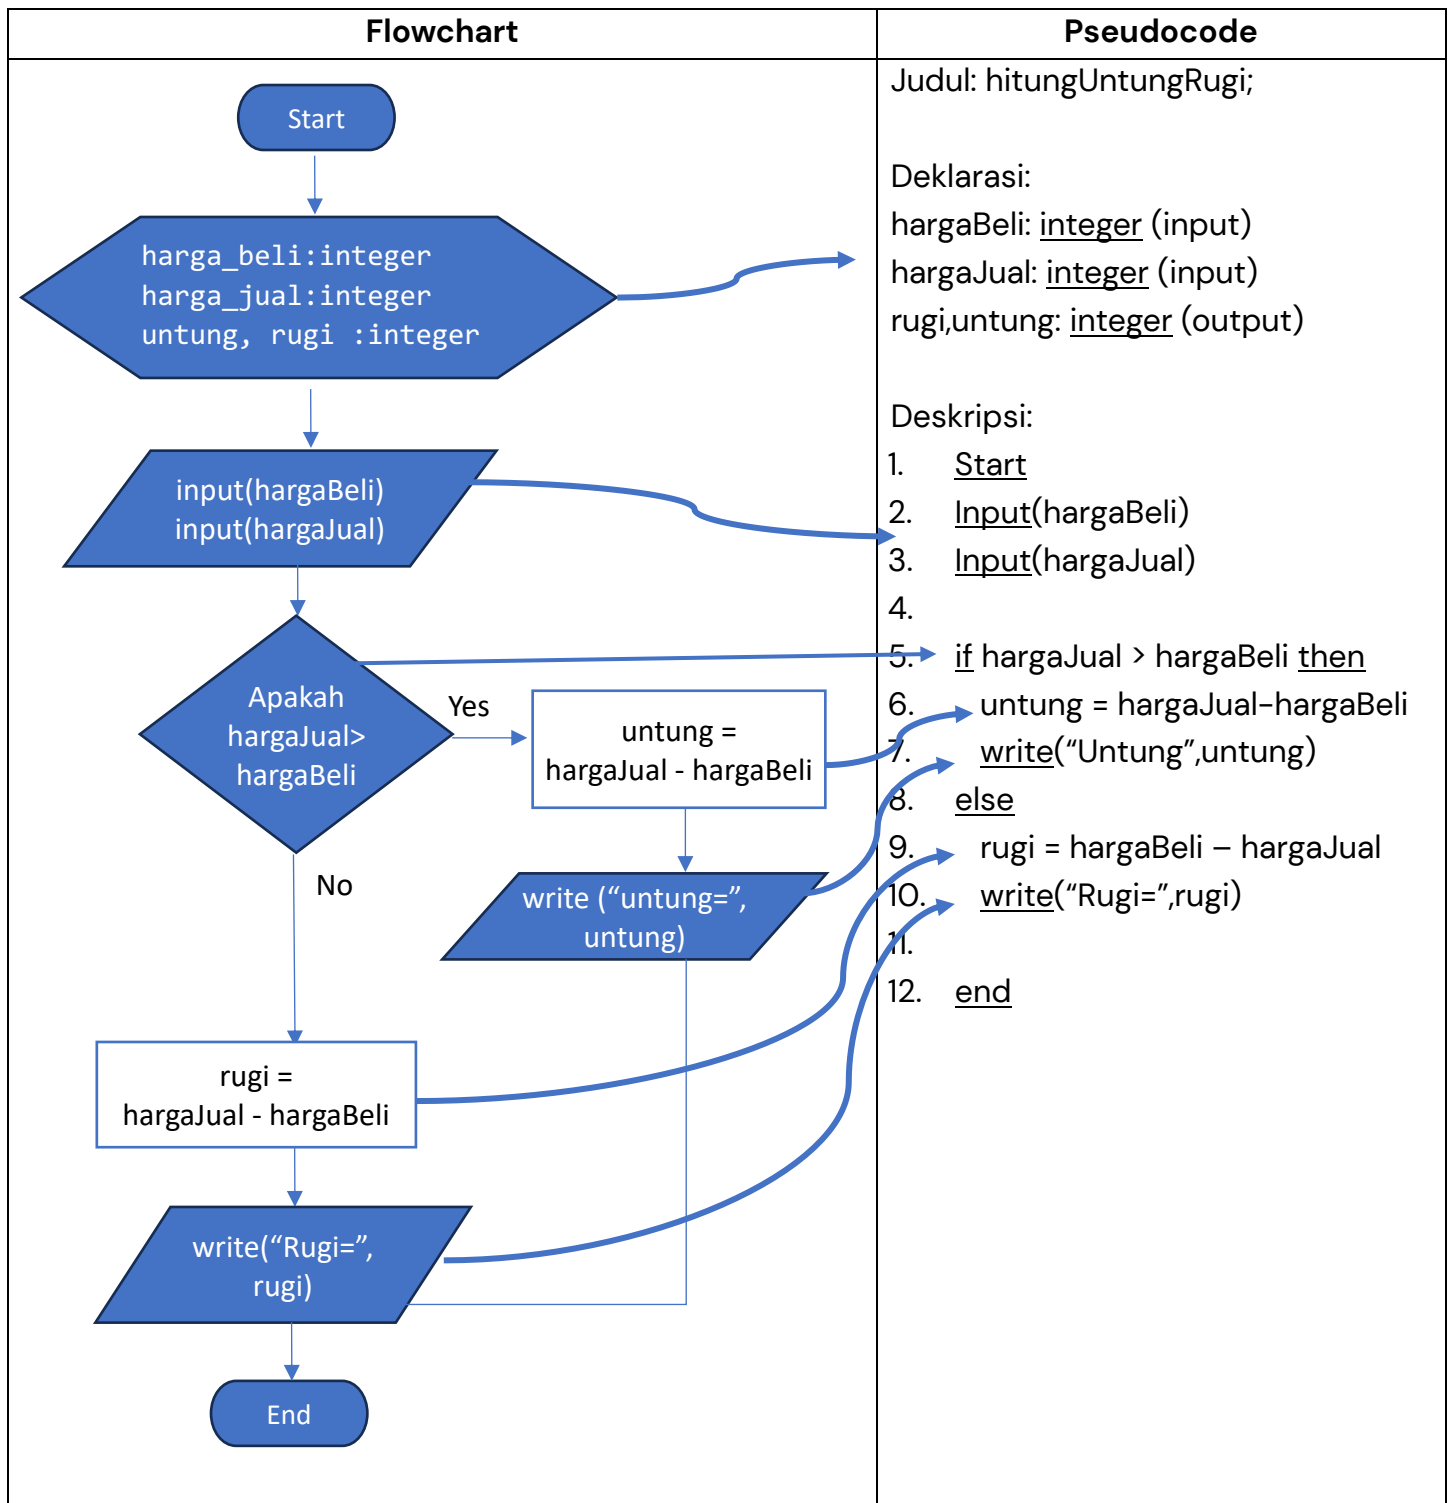 Flowchart
Start
harga_beli:integer
harga_jual:integer
untung, rugi :integer
input(hargaBeli)
input(hargaJual)
Apakah
hargaJual>
hargaBeli
Yes
untung =
hargaJual - hargaBeli
No
write (“untung=”,
untung)
rugi =
hargaJual - hargaBeli
write(“Rugi=”,
rugi)
End
Pseudocode
Judul: hitungUntungRugi;
Deklarasi:
hargaBeli: integer (input)
hargaJual: integer (input)
rugi,untung: integer (output)
Deskripsi:
1. Start
2. Input(hargaBeli)
3. Input(hargaJual)
4.
5. if hargaJual > hargaBeli then
6. untung = hargaJual-hargaBeli
7. write(“Untung”,untung)
8. else
9. rugi = hargaBeli – hargaJual
10. write(“Rugi=”,rugi)
11.
12. end